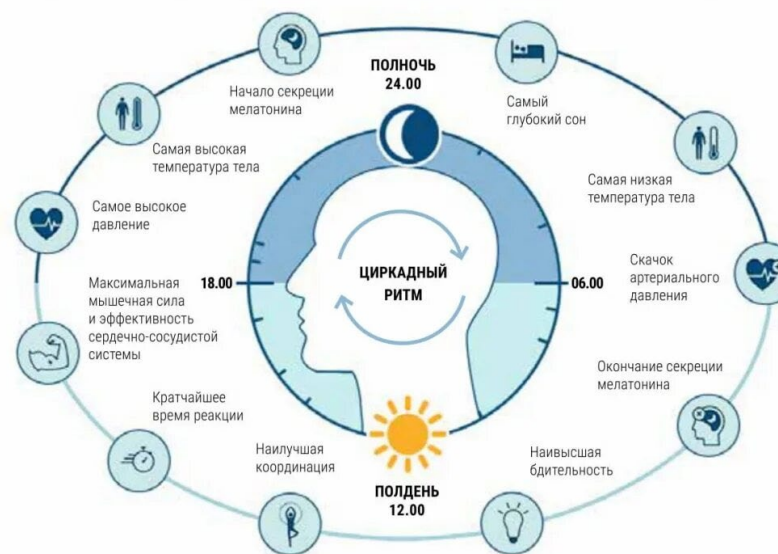 ПОЛНОЧЬ
24.00
Самый
глубокий сон
Самая низкая
температура тела
Скачок
артериального
давления
06.00
Окончание секреции
мелатонина
Наивысшая
бдительность
ПОЛДЕНЬ
12.00
Наилучшая
координация
Кратчайшее
время реакции
Максимальная
мышечная сила
и эффективность
сердечно-сосудистой
системы
18.00
Самое высокое
давление
Самая высокая
температура тела
Начало секреции
мелатонина
ЦИРКАДНЫЙ
РИТМ